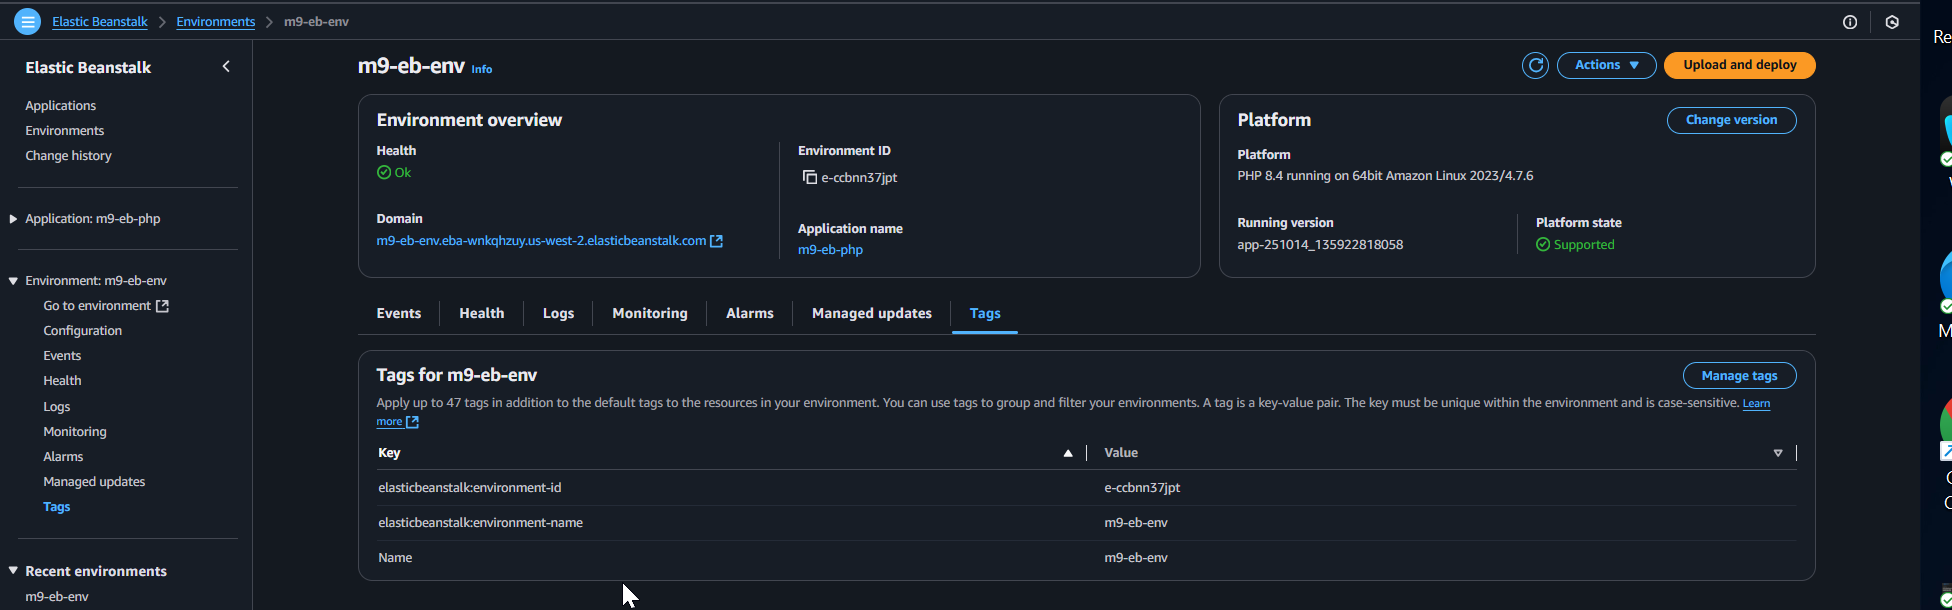 Elastic Beanstalk > Environments > m9-eb-env
Re
Elastic Beanstalk
Applications
Environments
Change history
Application: m9-eb-php
Environment: m9-eb-env
Go to environment
Configuration
Events
Health
Logs
Monitoring
Alarms
Managed updates
Tags
Recent environments
m9-eb-env
m9-eb-env Info
Actions
Upload and deploy
Environment overview
Health
Ok
Domain
m9-eb-env.eba-wnkqhzuy.us-west-2.elasticbeanstalk.com
Environment ID
e-ccbnn37jpt
Application name
m9-eb-php
Platform
Change version
Platform
PHP 8.4 running on 64bit Amazon Linux 2023/4.7.6
Running version
app-251014_135922818058
Platform state
Supported
Events Health Logs Monitoring Alarms Managed updates Tags
Tags for m9-eb-env
Manage tags
Apply up to 47 tags in addition to the default tags to the resources in your environment. You can use tags to group and filter your environments. A tag is a key-value pair. The key must be unique within the environment and is case-sensitive. Learn
more
Key Value
elasticbeanstalk:environment-id e-ccbnn37jpt
elasticbeanstalk:environment-name m9-eb-env
Name m9-eb-env